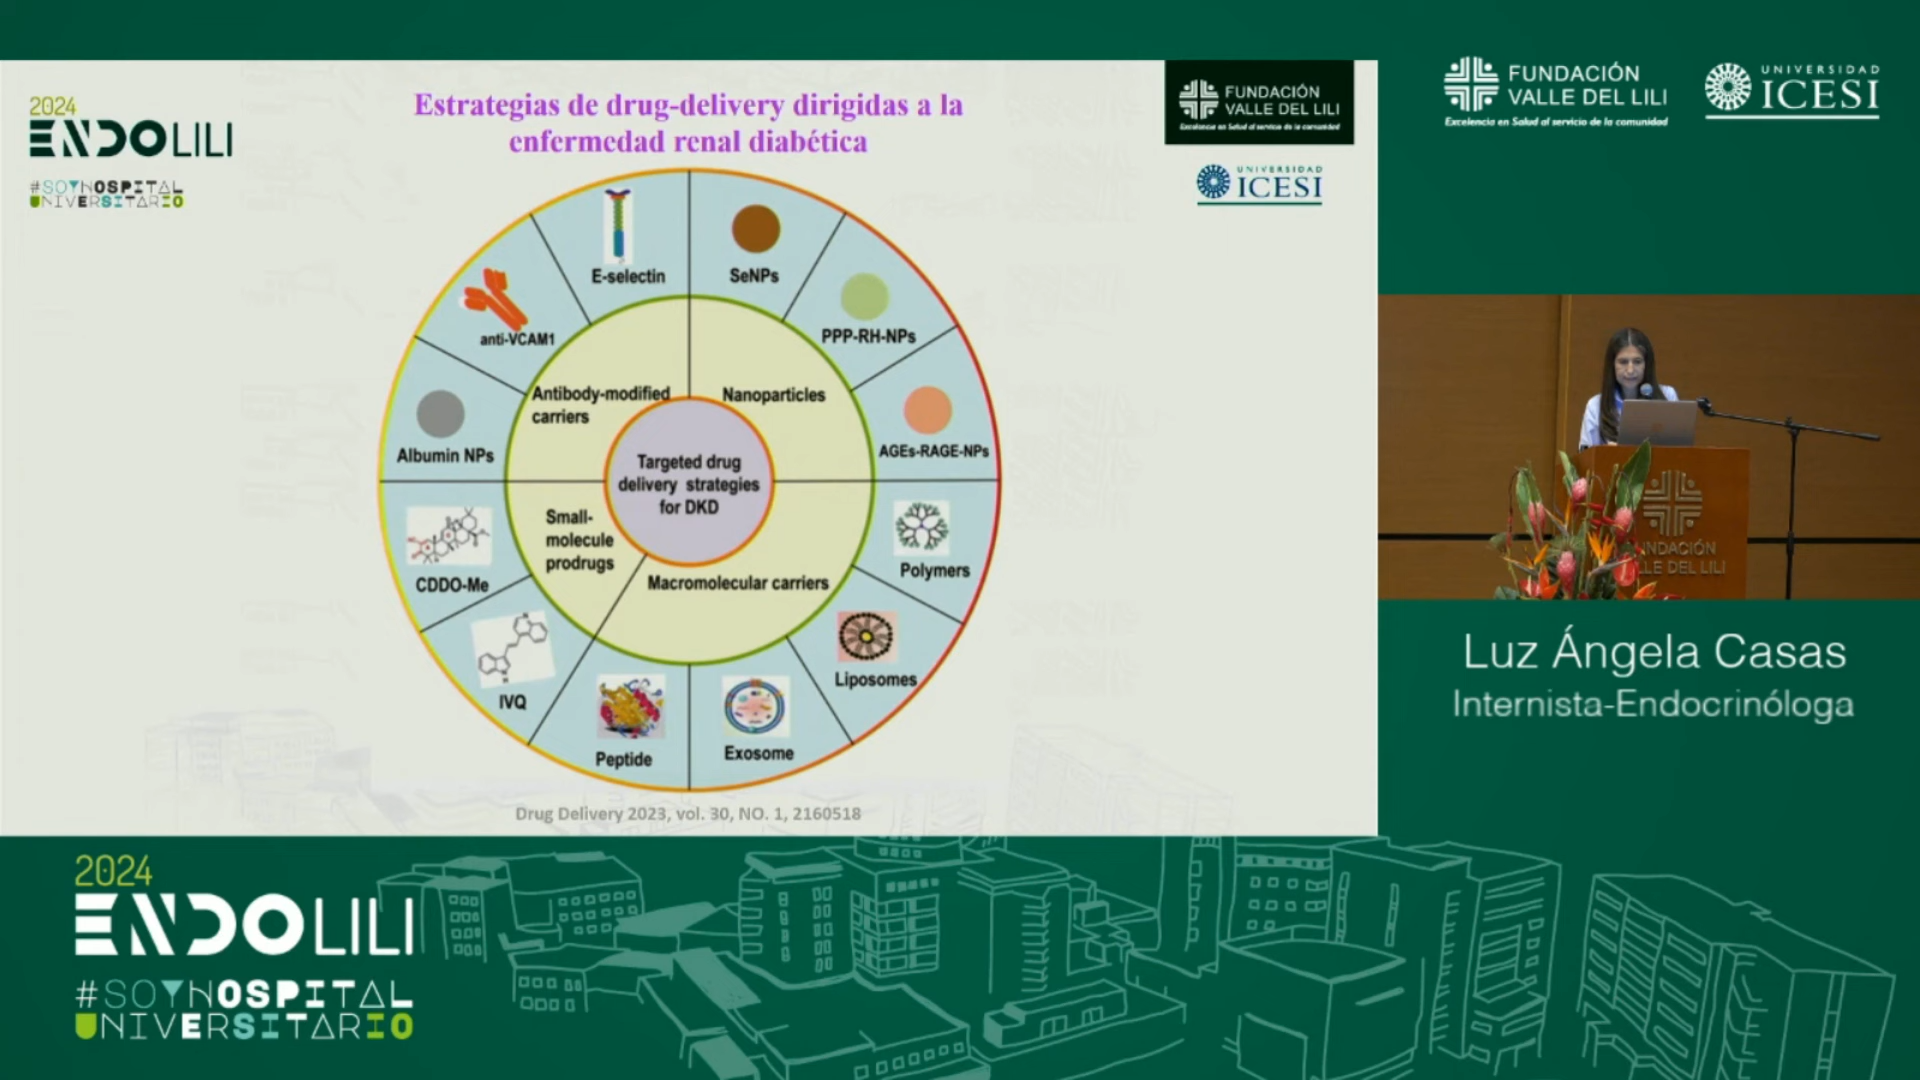 2024
ENDOLILI
#SOYHOSPITAL
UNIVERSITARIO
Estrategias de drug-delivery dirigidas a la
enfermedad renal diabética
FUNDACIÓN
VALLE DEL LILI
Excelencia en Salud al servicio de la comunidad
UNIVERSIDAD
ICESI
E-selectin
SeNPs
anti-VCAM1
PPP-RH-NPs
Albumin NPs
AGEs-RAGE-NPs
Antibody-modified
carriers
Nanoparticles
Targeted drug
delivery strategies
for DKD
Small-
molecule
prodrugs
Macromolecular carriers
CDDO-Me
Polymers
IVQ
Liposomes
Peptide
Exosome
Drug Delivery 2023, vol. 30, NO. 1, 2160518
FUNDACIÓN
VALLE DEL LILI
Excelencia en Salud al servicio de la comunidad
UNIVERSIDAD
ICESI
Luz Ángela Casas
Internista-Endocrinóloga
2024
ENDOLILI
#SOYHOSPITAL
UNIVERSITARIO